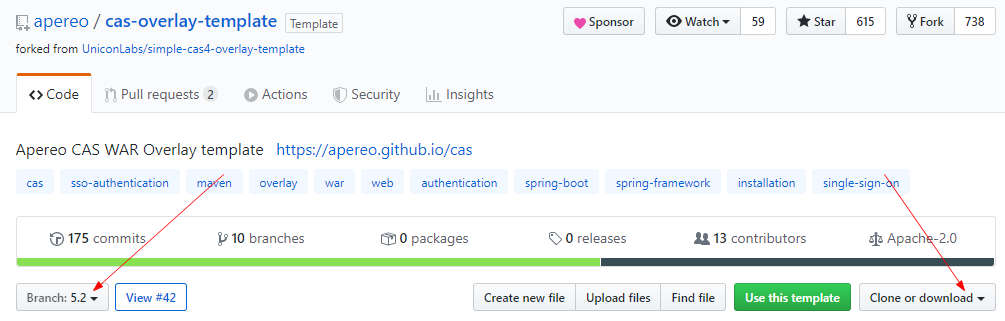 apereo / cas-overlay-template Template Sponsor Watch 59 Star 615 Fork 738
forked from UniconLabs/simple-cas4-overlay-template
Code Pull requests 2 Actions Security Insights
Apereo CAS WAR Overlay template https://apereo.github.io/cas
cas sso-authentication maven overlay war web authentication spring-boot spring-framework installation single-sign-on
175 commits 10 branches 0 packages 0 releases 13 contributors Apache-2.0
Branch: 5.2 View #42 Create new file Upload files Find file Use this template Clone or download